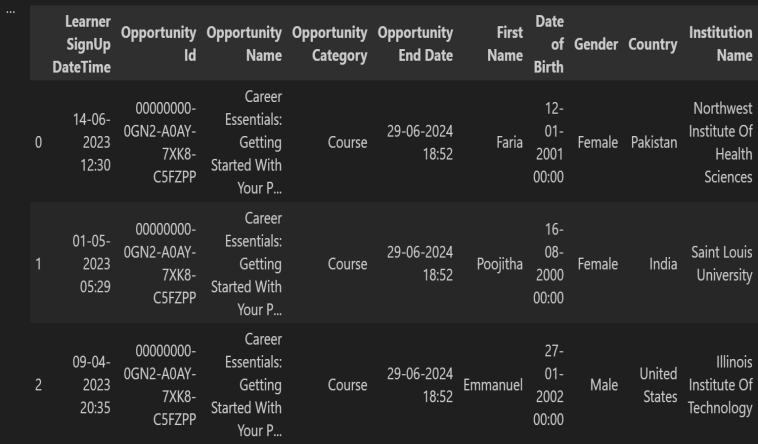 ...
Learner SignUp DateTime Opportunity Id Opportunity Name Opportunity Category Opportunity End Date First Name Date of Birth Gender Country Institution Name
0 14-06-2023 12:30 00000000-0GN2-A0AY-7XK8-C5FZPP Career Essentials: Getting Started With Your P... Course 29-06-2024 18:52 Faria 12-01-2001 00:00 Female Pakistan Northwest Institute Of Health Sciences
1 01-05-2023 05:29 00000000-0GN2-A0AY-7XK8-C5FZPP Career Essentials: Getting Started With Your P... Course 29-06-2024 18:52 Poojitha 16-08-2000 00:00 Female India Saint Louis University
2 09-04-2023 20:35 00000000-0GN2-A0AY-7XK8-C5FZPP Career Essentials: Getting Started With Your P... Course 29-06-2024 18:52 Emmanuel 27-01-2002 00:00 Male United States Illinois Institute Of Technology